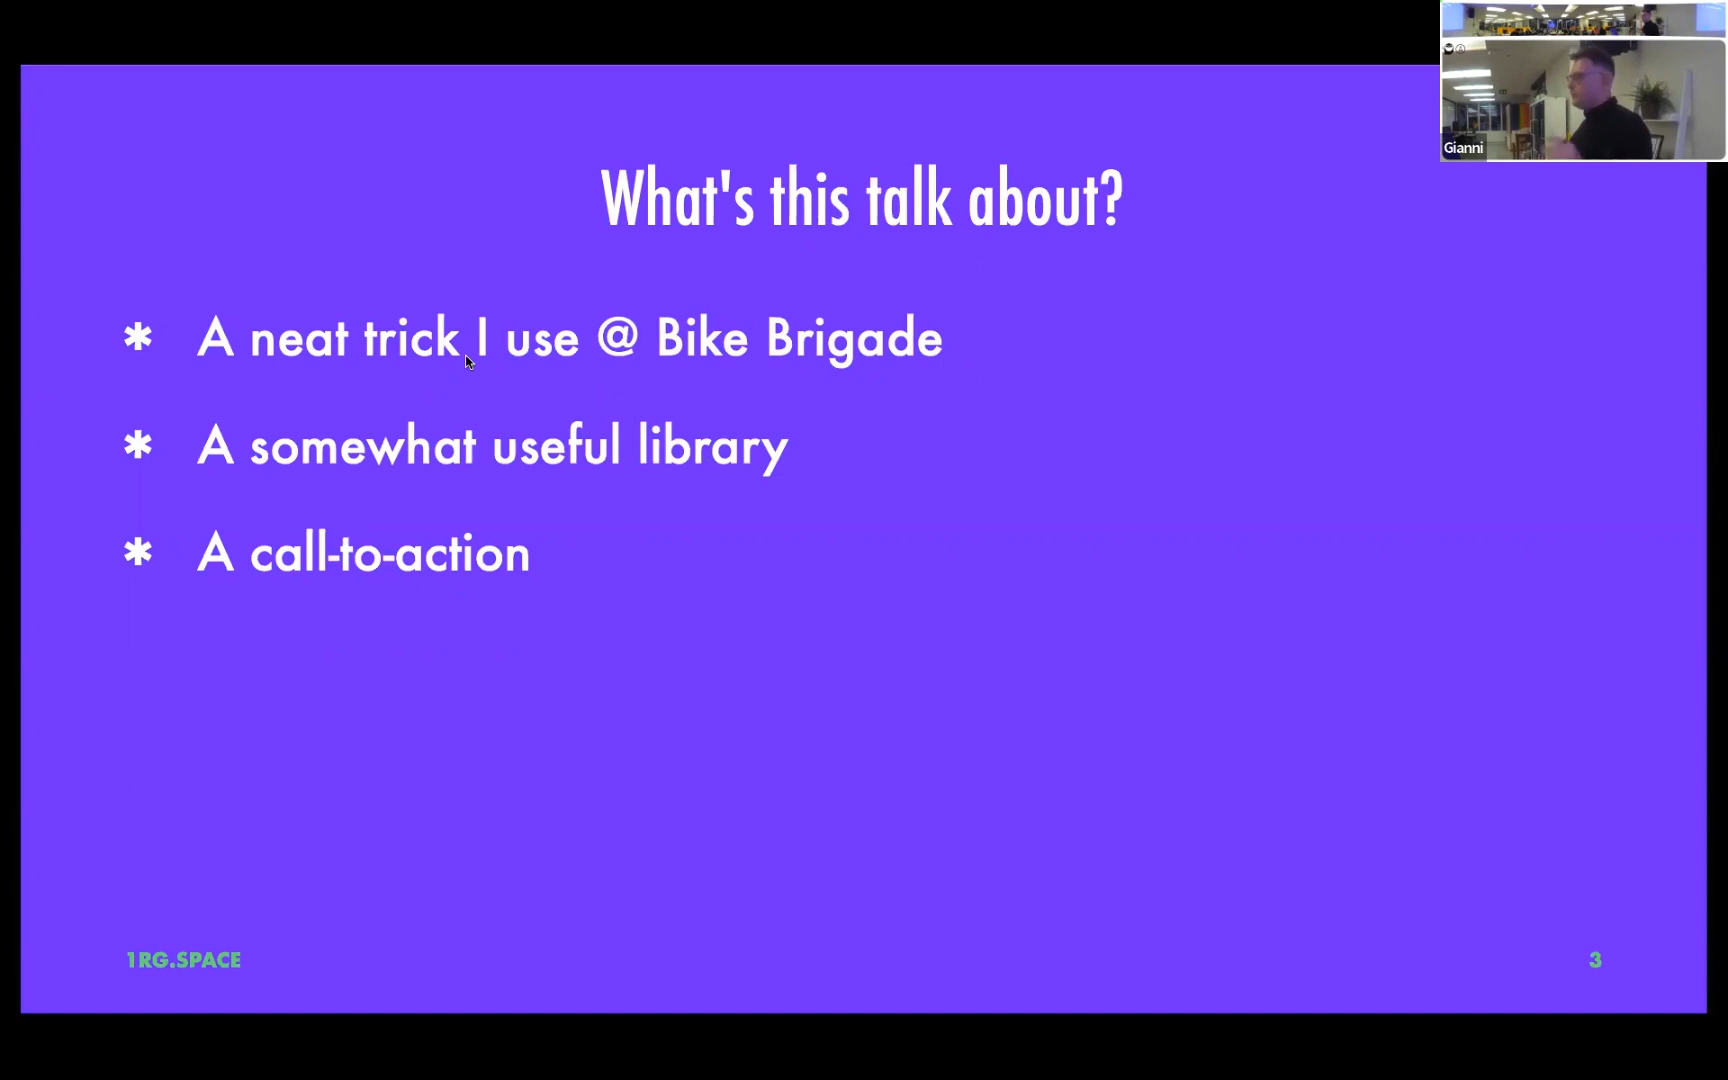 Gianni
What's this talk about?
* A neat trick I use @ Bike Brigade
* A somewhat useful library
* A call-to-action
1RG.SPACE
3